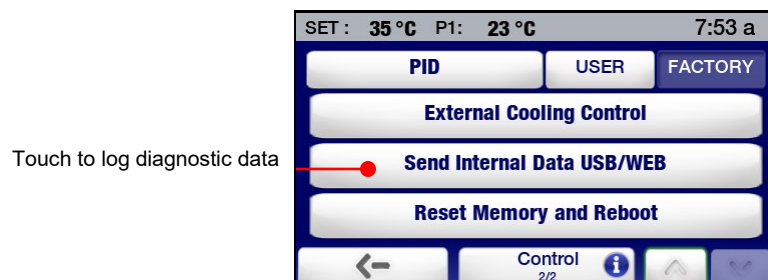 SET : 35 °C P1: 23 °C 7:53 a
PID USER FACTORY
External Cooling Control
Touch to log diagnostic data
Send Internal Data USB/WEB
Reset Memory and Reboot
Control
2/2